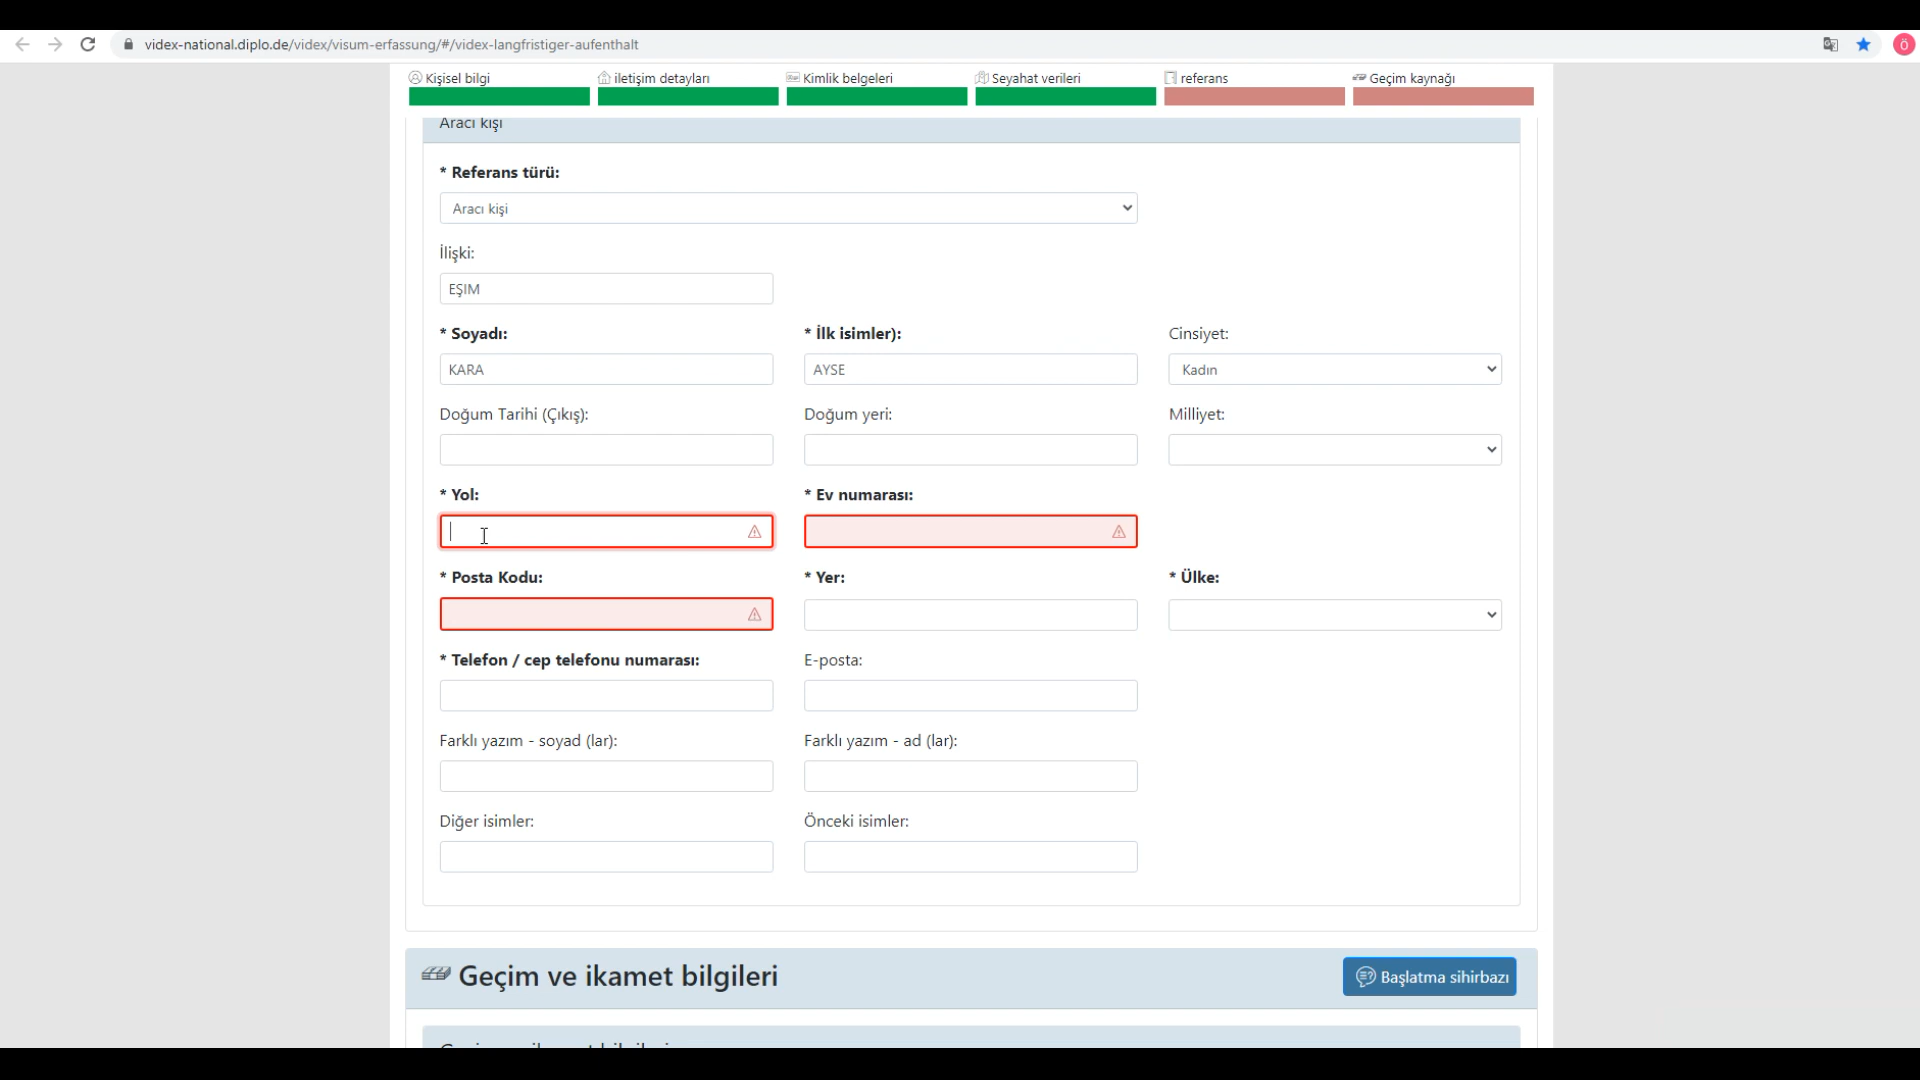 videx-national.diplo.de/videx/visum-erfassung/#/videx-langfristiger-aufenthalt
Ö
Kişisel bilgi
iletişim detayları
Kimlik belgeleri
Seyahat verileri
referans
Geçim kaynağı
Aracı kişi
* Referans türü:
Aracı kişi
İlişki:
EŞIM
* Soyadı:
* İlk isimler):
Cinsiyet:
KARA
AYSE
Kadın
Doğum Tarihi (Çıkış):
Doğum yeri:
Milliyet:
* Yol:
* Ev numarası:
* Posta Kodu:
* Yer:
* Ülke:
* Telefon / cep telefonu numarası:
E-posta:
Farklı yazım - soyad (lar):
Farklı yazım - ad (lar):
Diğer isimler:
Önceki isimler:
Geçim ve ikamet bilgileri
Başlatma sihirbazı